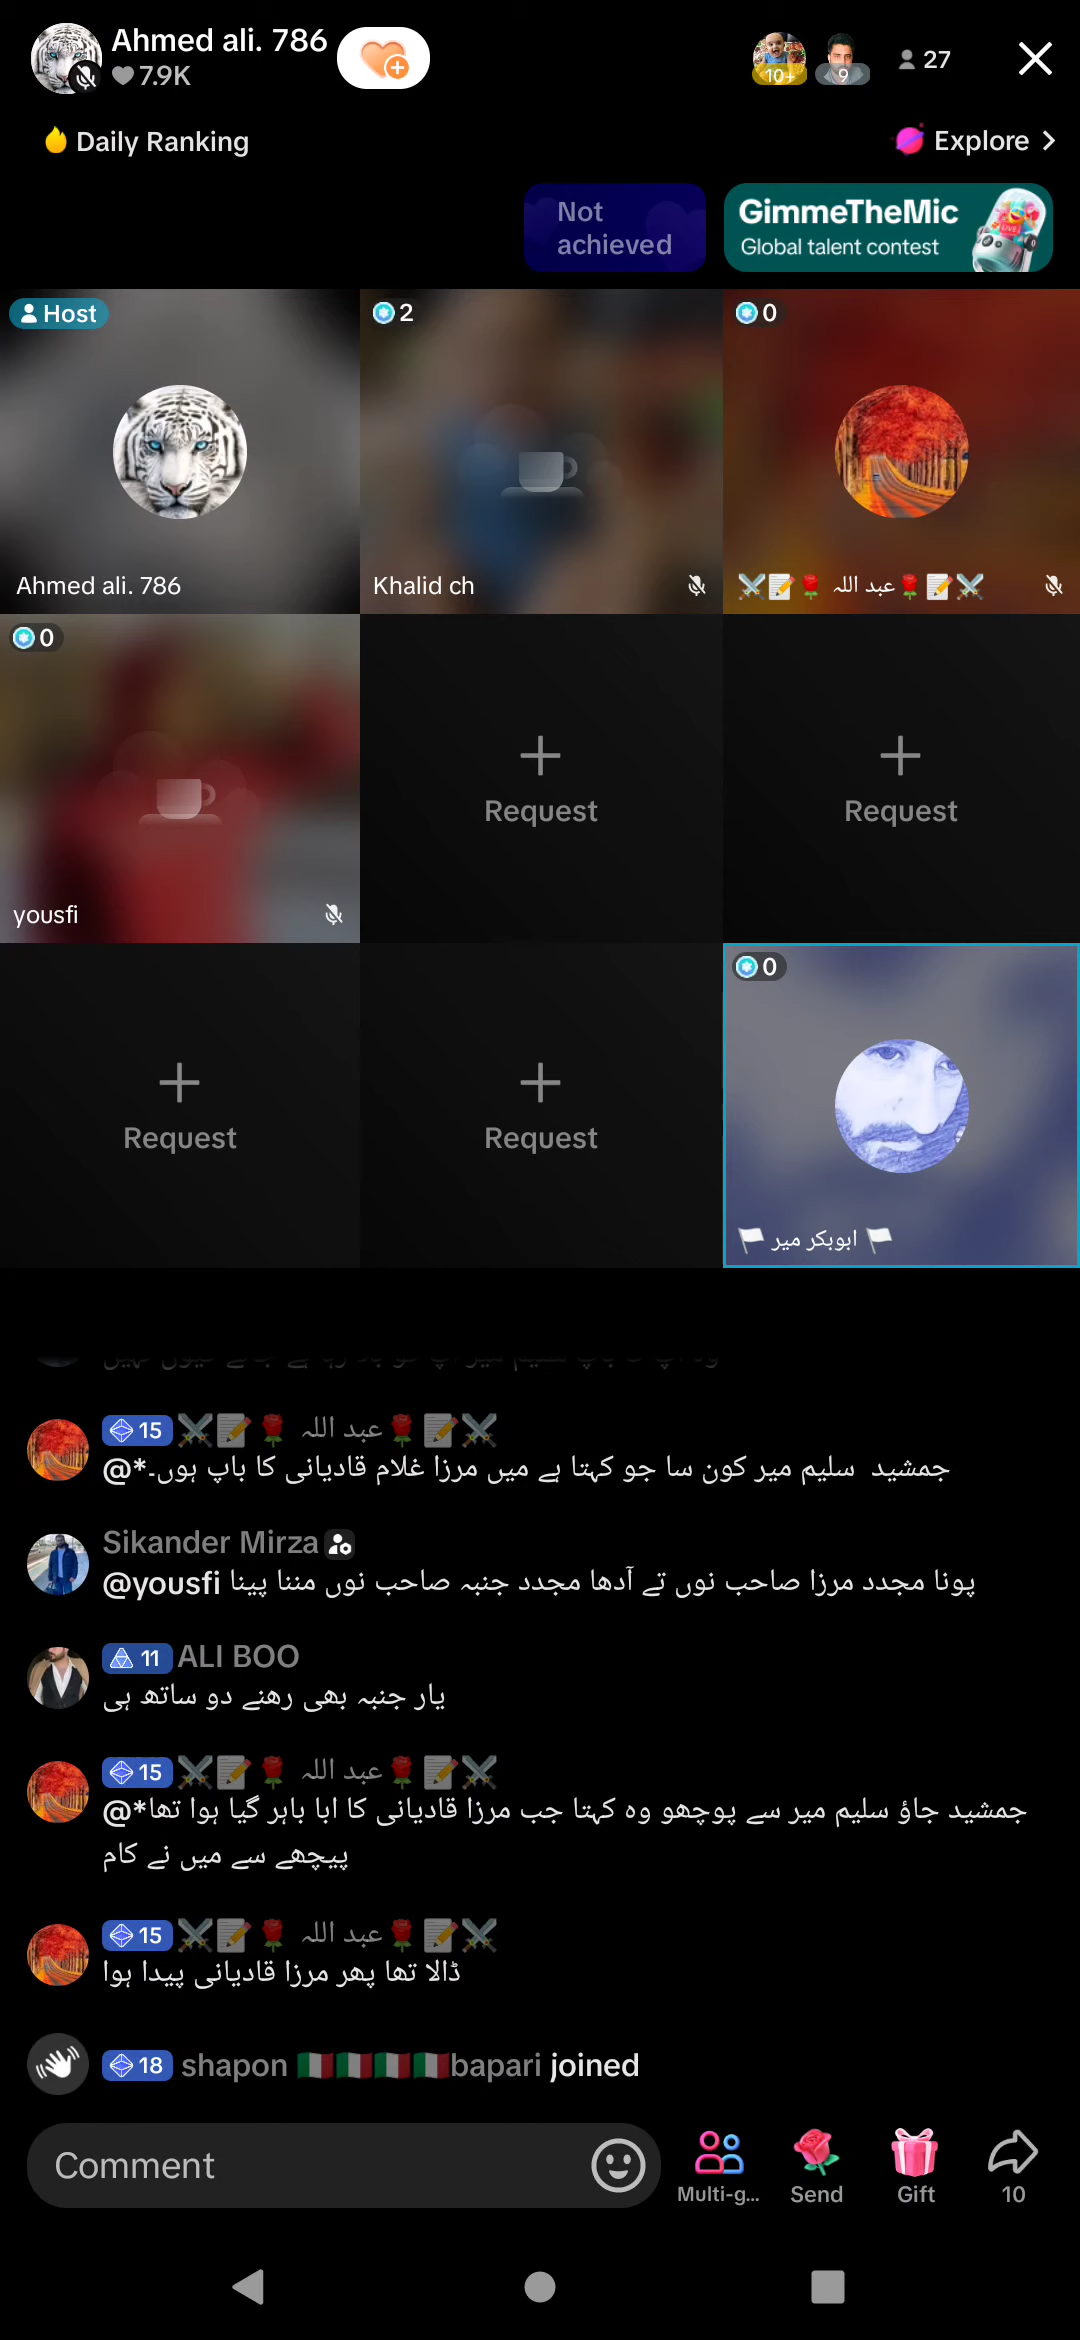 Ahmed ali. 786
7.9K
10+
9
27
Daily Ranking
Explore
Not
achieved
GimmeTheMic
Global talent contest
LIVE
Host
2
0
Ahmed ali. 786
Khalid ch
عبد اللہ
0
yousfi
Request
Request
Request
Request
0
ابوبکر میر
15 عبد اللہ
@*جمشید سلیم میر کون سا جو کہتا ہے میں مرزا غلام قادیانی کا باپ ہوں۔
Sikander Mirza
@yousfi پونا مجدد مرزا صاحب نوں تے آدھا مجدد جنبہ صاحب نوں مننا پینا
11 ALI BOO
یار جنبہ بھی رھنے دو ساتھ ہی
15 عبد اللہ
@*جمشید جاؤ سلیم میر سے پوچھو وہ کہتا جب مرزا قادیانی کا ابا باہر گیا ہوا تھا
پیچھے سے میں نے کام
15 عبد اللہ
ڈالا تھا پھر مرزا قادیانی پیدا ہوا
18 shapon 🇮🇹🇮🇹🇮🇹🇮🇹bapari joined
Comment
Multi-g...
Send
Gift
10